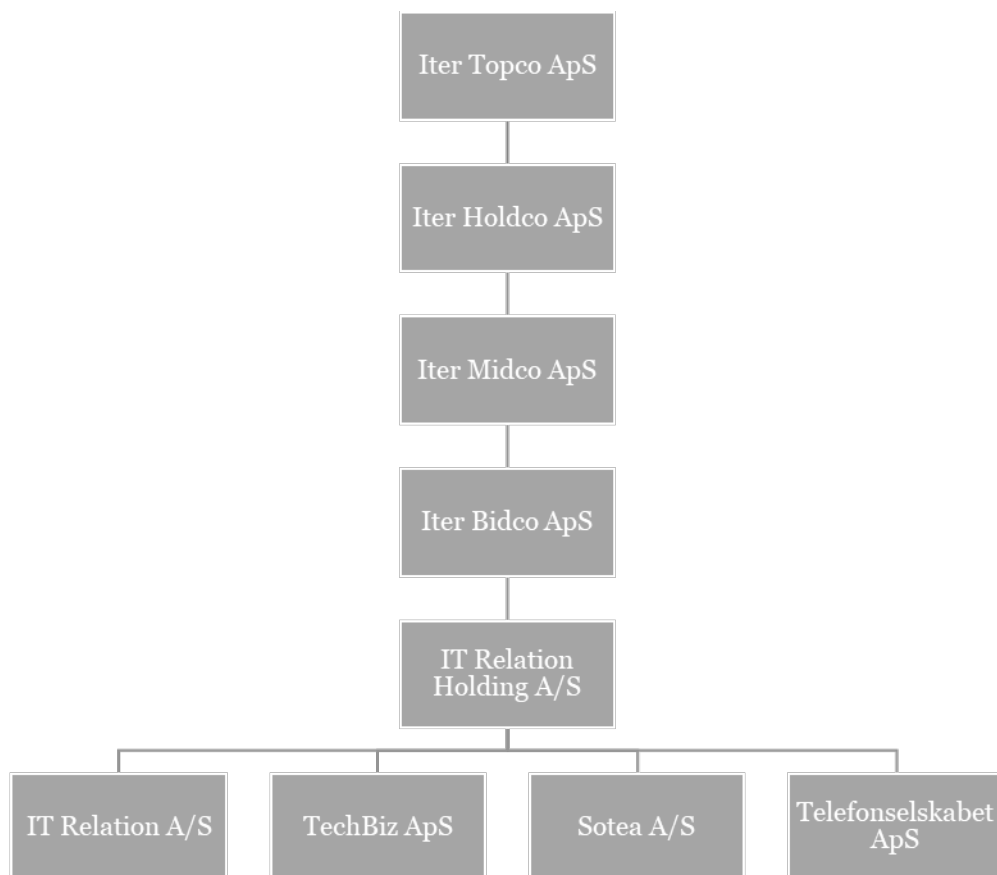 Iter Topco ApS
Iter Holdco ApS
Iter Midco ApS
Iter Bidco ApS
IT Relation
Holding A/S
IT Relation A/S
TechBiz ApS
Sotea A/S
Telefonselskabet
ApS